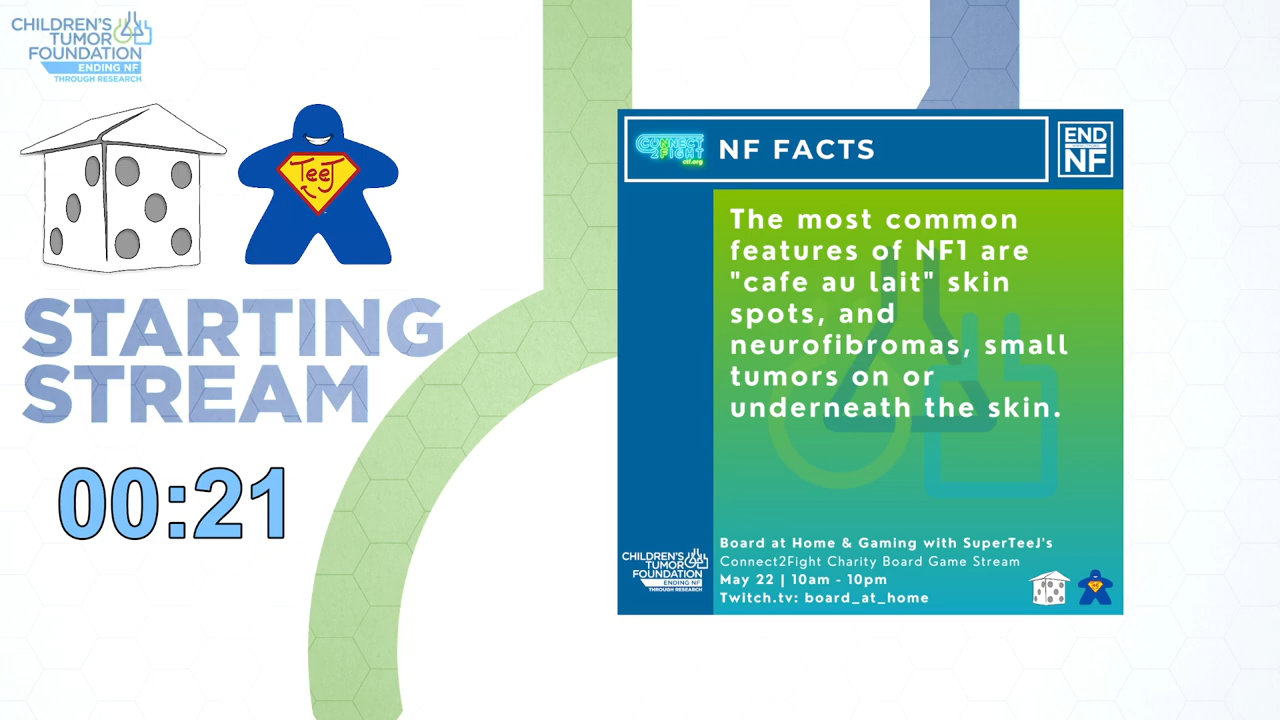 CHILDREN'S
TUMOR
FOUNDATION
ENDING NF
THROUGH RESEARCH
TeeJ
STARTING
STREAM
00:21
CONNECT
2FIGHT
ctf.org
NF FACTS
END
NF
The most common
features of NF1 are
"cafe au lait" skin
spots, and
neurofibromas, small
tumors on or
underneath the skin.
CHILDREN'S
TUMOR
FOUNDATION
ENDING NF
THROUGH RESEARCH
Board at Home & Gaming with SuperTeeJ's
Connect2Fight Charity Board Game Stream
May 22 | 10am - 10pm
Twitch.tv: board_at_home